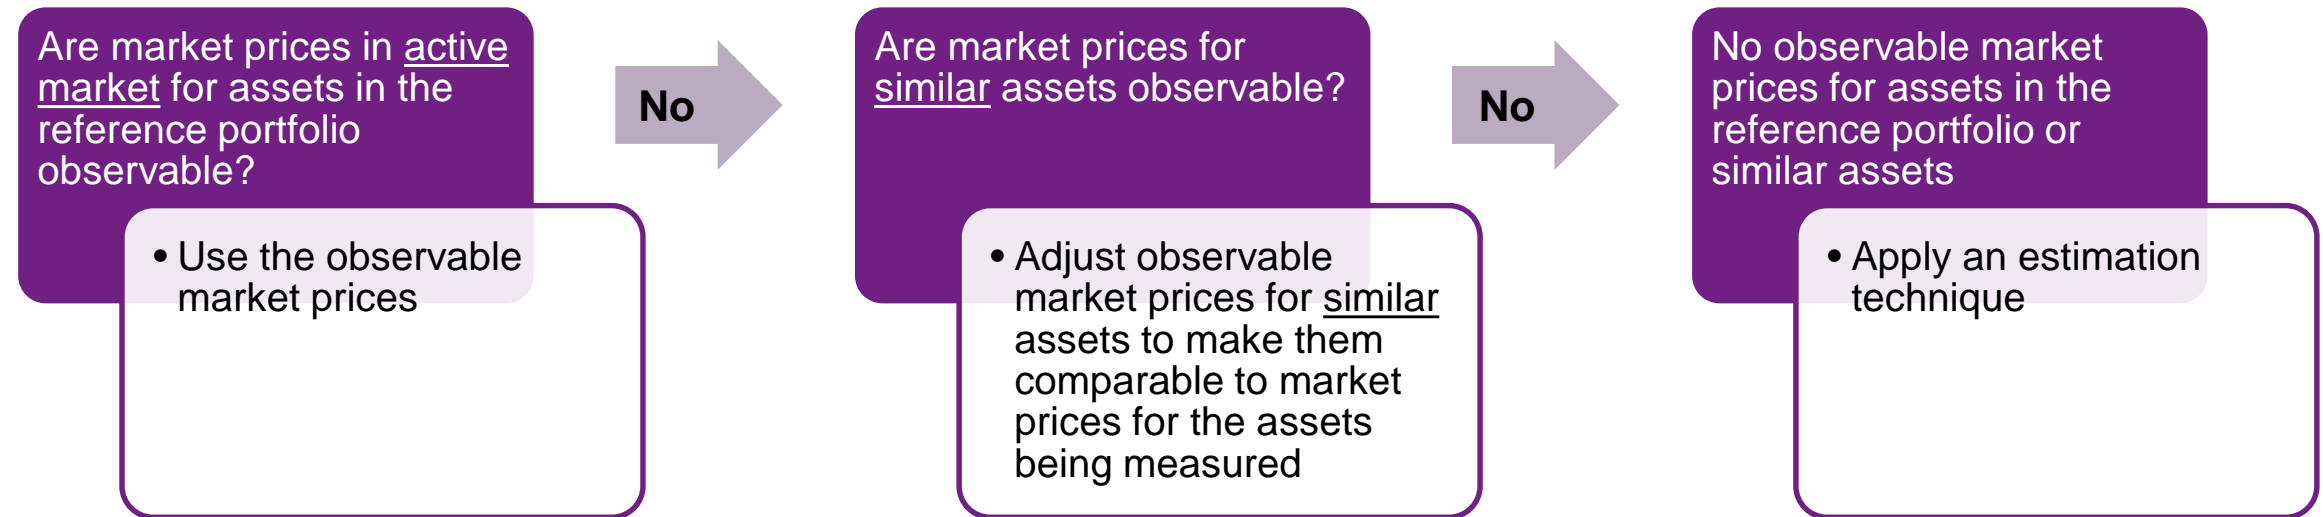 Are market prices in active
market for assets in the
reference portfolio
observable?
• Use the observable
market prices
No
Are market prices for
similar assets observable?
• Adjust observable
market prices for similar
assets to make them
comparable to market
prices for the assets
being measured
No
No observable market
prices for assets in the
reference portfolio or
similar assets
• Apply an estimation
technique